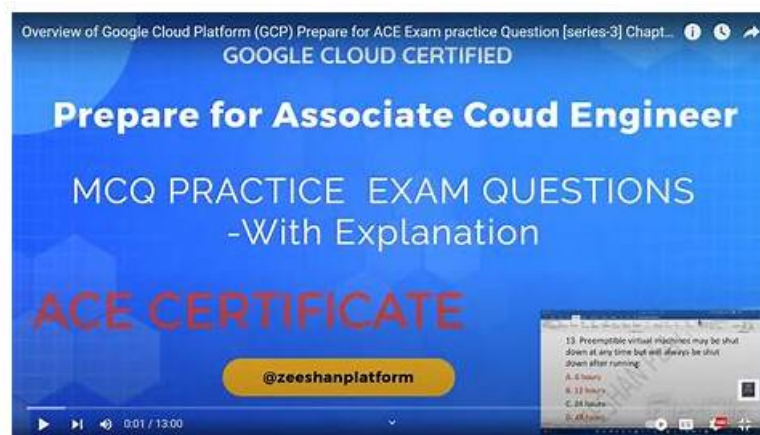 Overview of Google Cloud Platform (GCP) Prepare for ACE Exam practice Question [series-3] Chapt...
GOOGLE CLOUD CERTIFIED
Prepare for Associate Coud Engineer
MCQ PRACTICE EXAM QUESTIONS
-With Explanation
ACE CERTIFICATE
@zeeshanplatform
13. Preemptible virtual machines may be shut
down at any time but will always be shut
down after running:
A. 6 hours
B. 12 hours
C. 24 hours
D. 48 hours
0:01 / 13:00